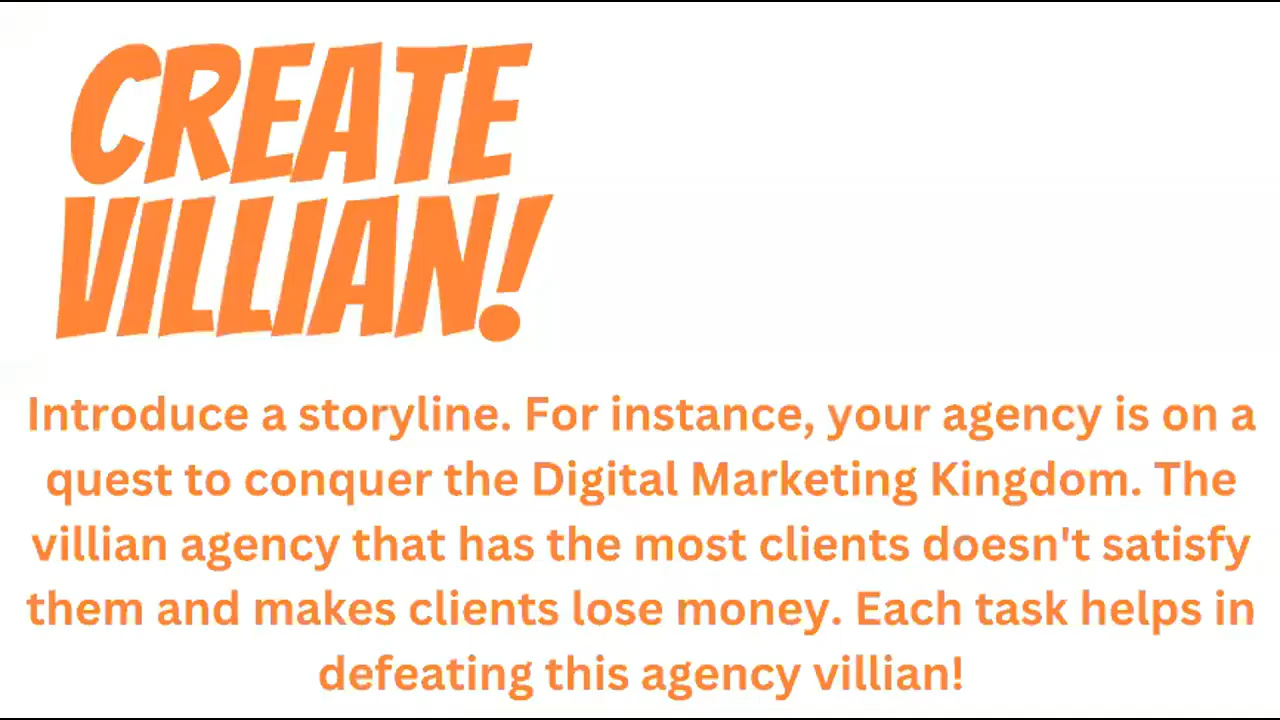 CREATE
VILLIAN!
Introduce a storyline. For instance, your agency is on a
quest to conquer the Digital Marketing Kingdom. The
villian agency that has the most clients doesn't satisfy
them and makes clients lose money. Each task helps in
defeating this agency villian!